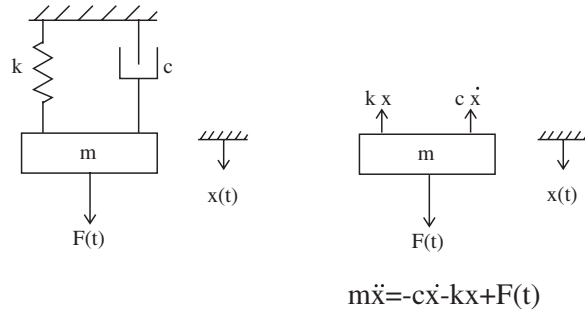 k
c
m
x(t)
F(t)
k x
c ẋ
m
x(t)
F(t)
mẍ=-cẋ-kx+F(t)